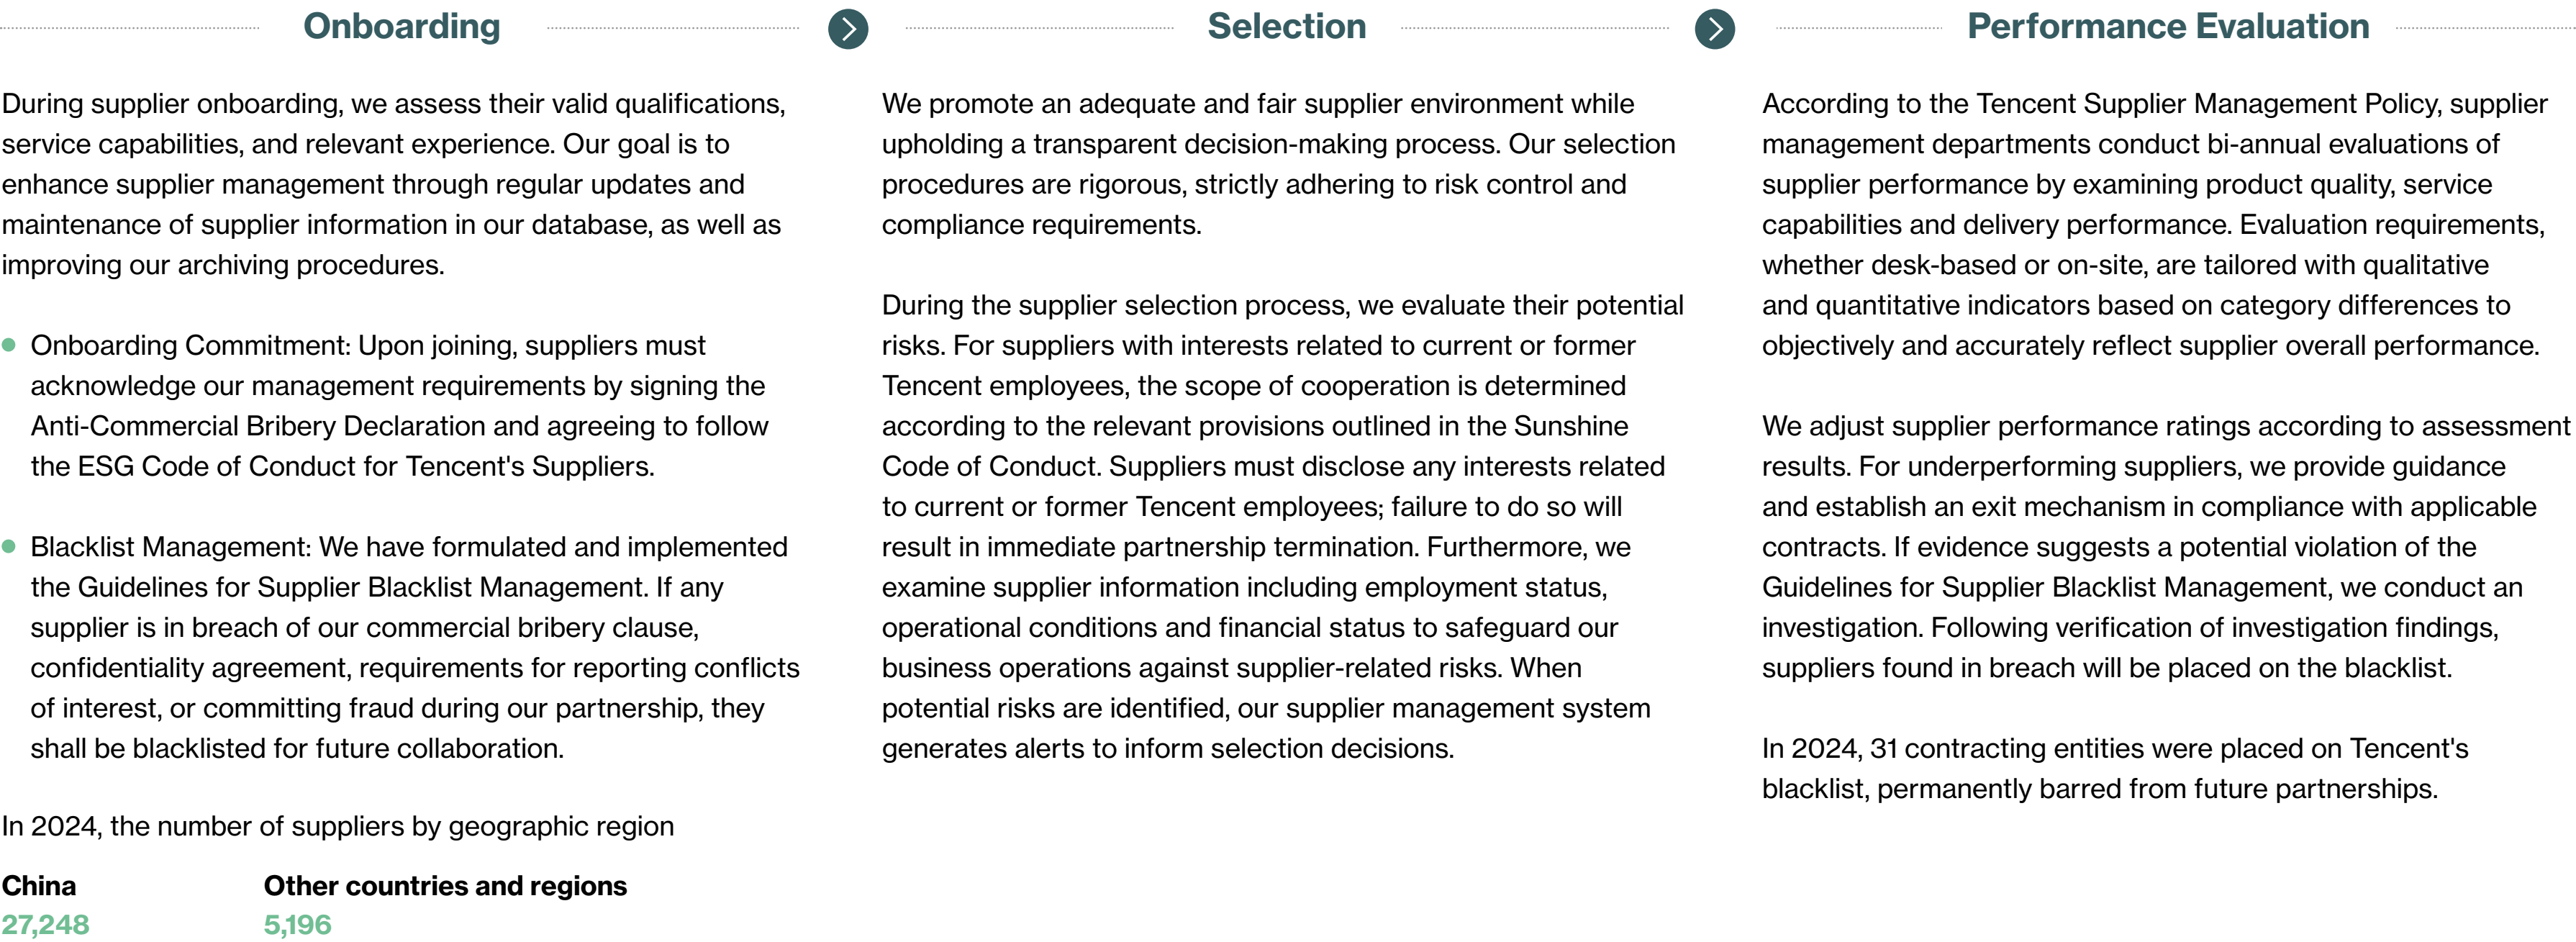 Onboarding
During supplier onboarding, we assess their valid qualifications,
service capabilities, and relevant experience. Our goal is to
enhance supplier management through regular updates and
maintenance of supplier information in our database, as well as
improving our archiving procedures.
Onboarding Commitment: Upon joining, suppliers must
acknowledge our management requirements by signing the
Anti-Commercial Bribery Declaration and agreeing to follow
the ESG Code of Conduct for Tencent's Suppliers.
Blacklist Management: We have formulated and implemented
the Guidelines for Supplier Blacklist Management. If any
supplier is in breach of our commercial bribery clause,
confidentiality agreement, requirements for reporting conflicts
of interest, or committing fraud during our partnership, they
shall be blacklisted for future collaboration.
In 2024, the number of suppliers by geographic region
China
27,248
Other countries and regions
5,196
Selection
We promote an adequate and fair supplier environment while
upholding a transparent decision-making process. Our selection
procedures are rigorous, strictly adhering to risk control and
compliance requirements.
During the supplier selection process, we evaluate their potential
risks. For suppliers with interests related to current or former
Tencent employees, the scope of cooperation is determined
according to the relevant provisions outlined in the Sunshine
Code of Conduct. Suppliers must disclose any interests related
to current or former Tencent employees; failure to do so will
result in immediate partnership termination. Furthermore, we
examine supplier information including employment status,
operational conditions and financial status to safeguard our
business operations against supplier-related risks. When
potential risks are identified, our supplier management system
generates alerts to inform selection decisions.
Performance Evaluation
According to the Tencent Supplier Management Policy, supplier
management departments conduct bi-annual evaluations of
supplier performance by examining product quality, service
capabilities and delivery performance. Evaluation requirements,
whether desk-based or on-site, are tailored with qualitative
and quantitative indicators based on category differences to
objectively and accurately reflect supplier overall performance.
We adjust supplier performance ratings according to assessment
results. For underperforming suppliers, we provide guidance
and establish an exit mechanism in compliance with applicable
contracts. If evidence suggests a potential violation of the
Guidelines for Supplier Blacklist Management, we conduct an
investigation. Following verification of investigation findings,
suppliers found in breach will be placed on the blacklist.
In 2024, 31 contracting entities were placed on Tencent's
blacklist, permanently barred from future partnerships.